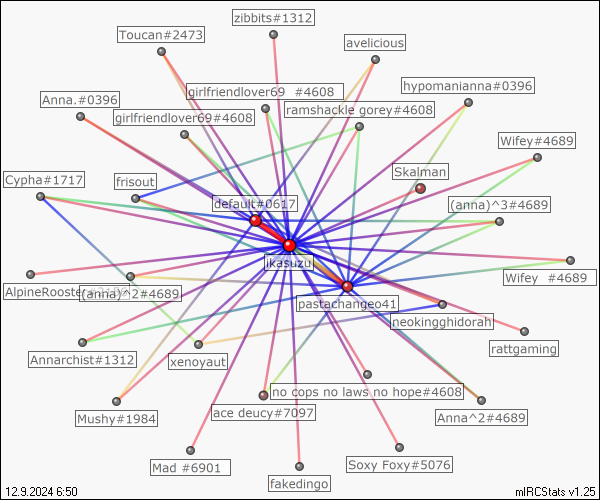 zibbits#1312
Toucan#2473
avelicious
girlfriendlover69 #4608
hypomanianna#0396
Anna.#0396
girlfriendlover69#4608
ramshackle gorey#4608
Wifey#4689
Skalman
Cypha#1717
frisout
default#0617
(anna)^3#4689
ikasuzu
AlpineRooster
(anna)^2#4689
pastachangeo41
Wifey #4689
neokingghidorah
Annarchist#1312
xenoyaut
rattgaming
no cops no laws no hope#4608
Mushy#1984
ace deucy#7097
Anna^2#4689
Mad #6901
Soxy Foxy#5076
fakedingo
12.9.2024 6:50
mIRCStats v1.25